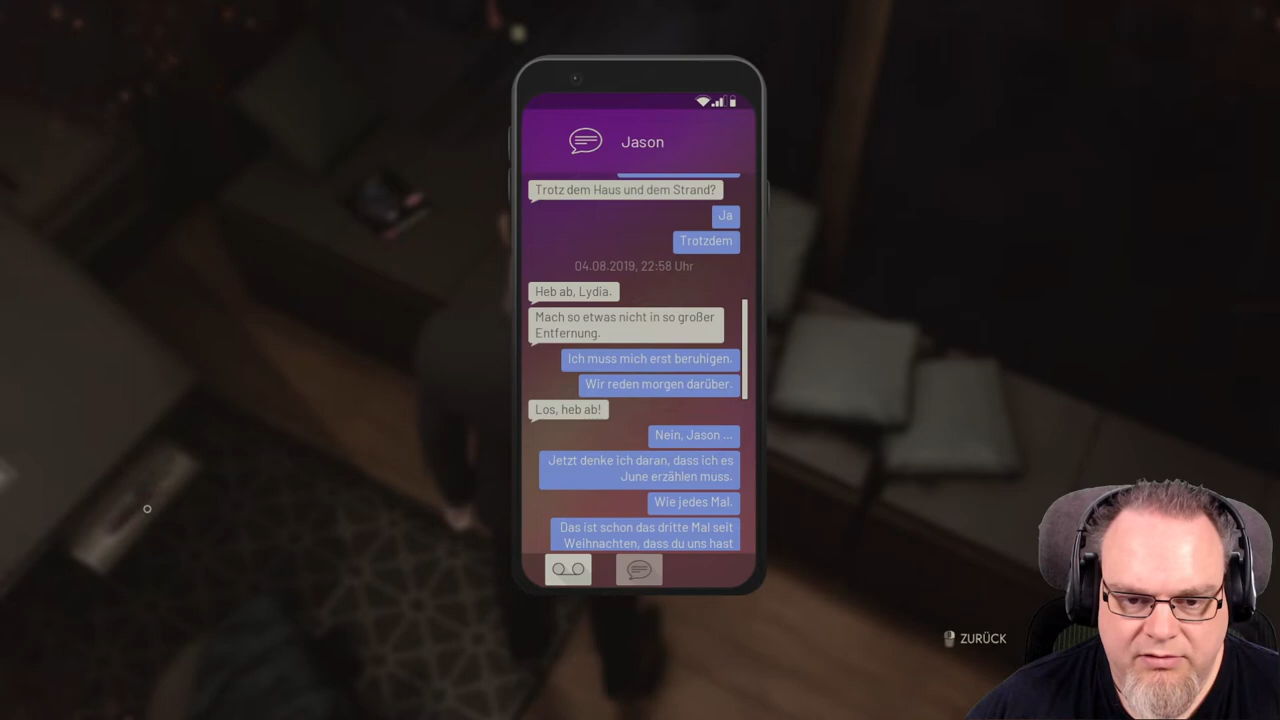 Jason
Trotz dem Haus und dem Strand?
Ja
Trotzdem
04.08.2019, 22:58 Uhr
Heb ab, Lydia.
Mach so etwas nicht in so großer
Entfernung.
Ich muss mich erst beruhigen.
Wir reden morgen darüber.
Los, heb ab!
Nein, Jason ...
Jetzt denke ich daran, dass ich es
June erzählen muss.
Wie jedes Mal.
Das ist schon das dritte Mal seit
Weihnachten, dass du uns hast
ZURÜCK